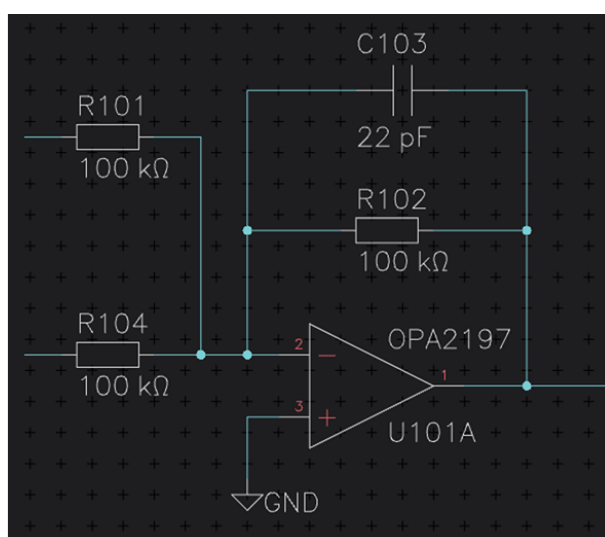 C103
22 pF
R101
100 kΩ
R102
100 kΩ
R104
100 kΩ
OPA2197
2
−
1
3
+
U101A
GND